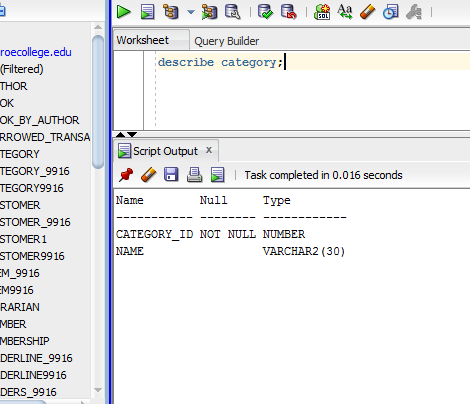 roecollege.edu
(Filtered)
THOR
OK
OK_BY_AUTHOR
RROWED_TRANSA
TEGORY
TEGORY_9916
TEGORY9916
STOMER
STOMER_9916
STOMER1
STOMER9916
EM_9916
EM9916
RARIAN
MBER
MBERSHIP
DERLINE_9916
DERLINE9916
DERS_9916
SQL
Aa
Worksheet Query Builder
describe category;
Script Output x
Task completed in 0.016 seconds
Name Null Type
----------- -------- ------------
CATEGORY_ID NOT NULL NUMBER
NAME VARCHAR2(30)